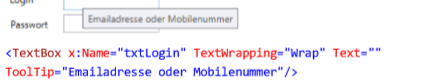 Login
Emailadresse oder Mobilenummer
Passwort
<TextBox x:Name="txtLogin" TextWrapping="Wrap" Text=""
ToolTip="Emailadresse oder Mobilenummer"/>